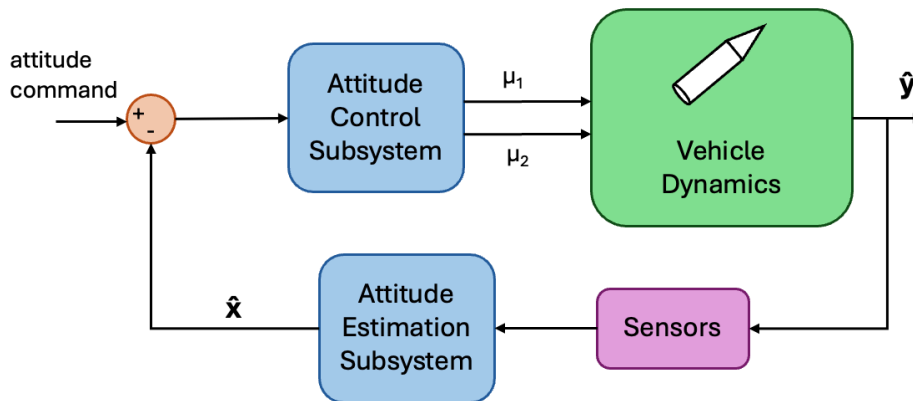 attitude
command
+
-
Attitude
Control
Subsystem
μ₁
μ₂
Vehicle
Dynamics
ŷ
x̂
Attitude
Estimation
Subsystem
Sensors